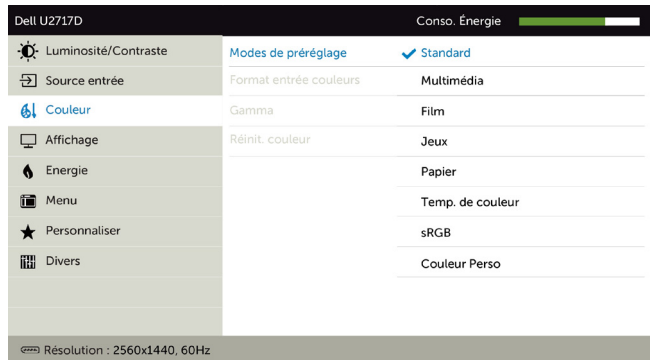 Dell U2717D Conso. Énergie
Luminosité/Contraste Modes de préréglage Standard
Source entrée Format entrée couleurs Multimédia
Couleur Gamma Film
Affichage Réinit. couleur Jeux
Energie Papier
Menu Temp. de couleur
Personnaliser sRGB
Divers Couleur Perso
Résolution : 2560x1440, 60Hz